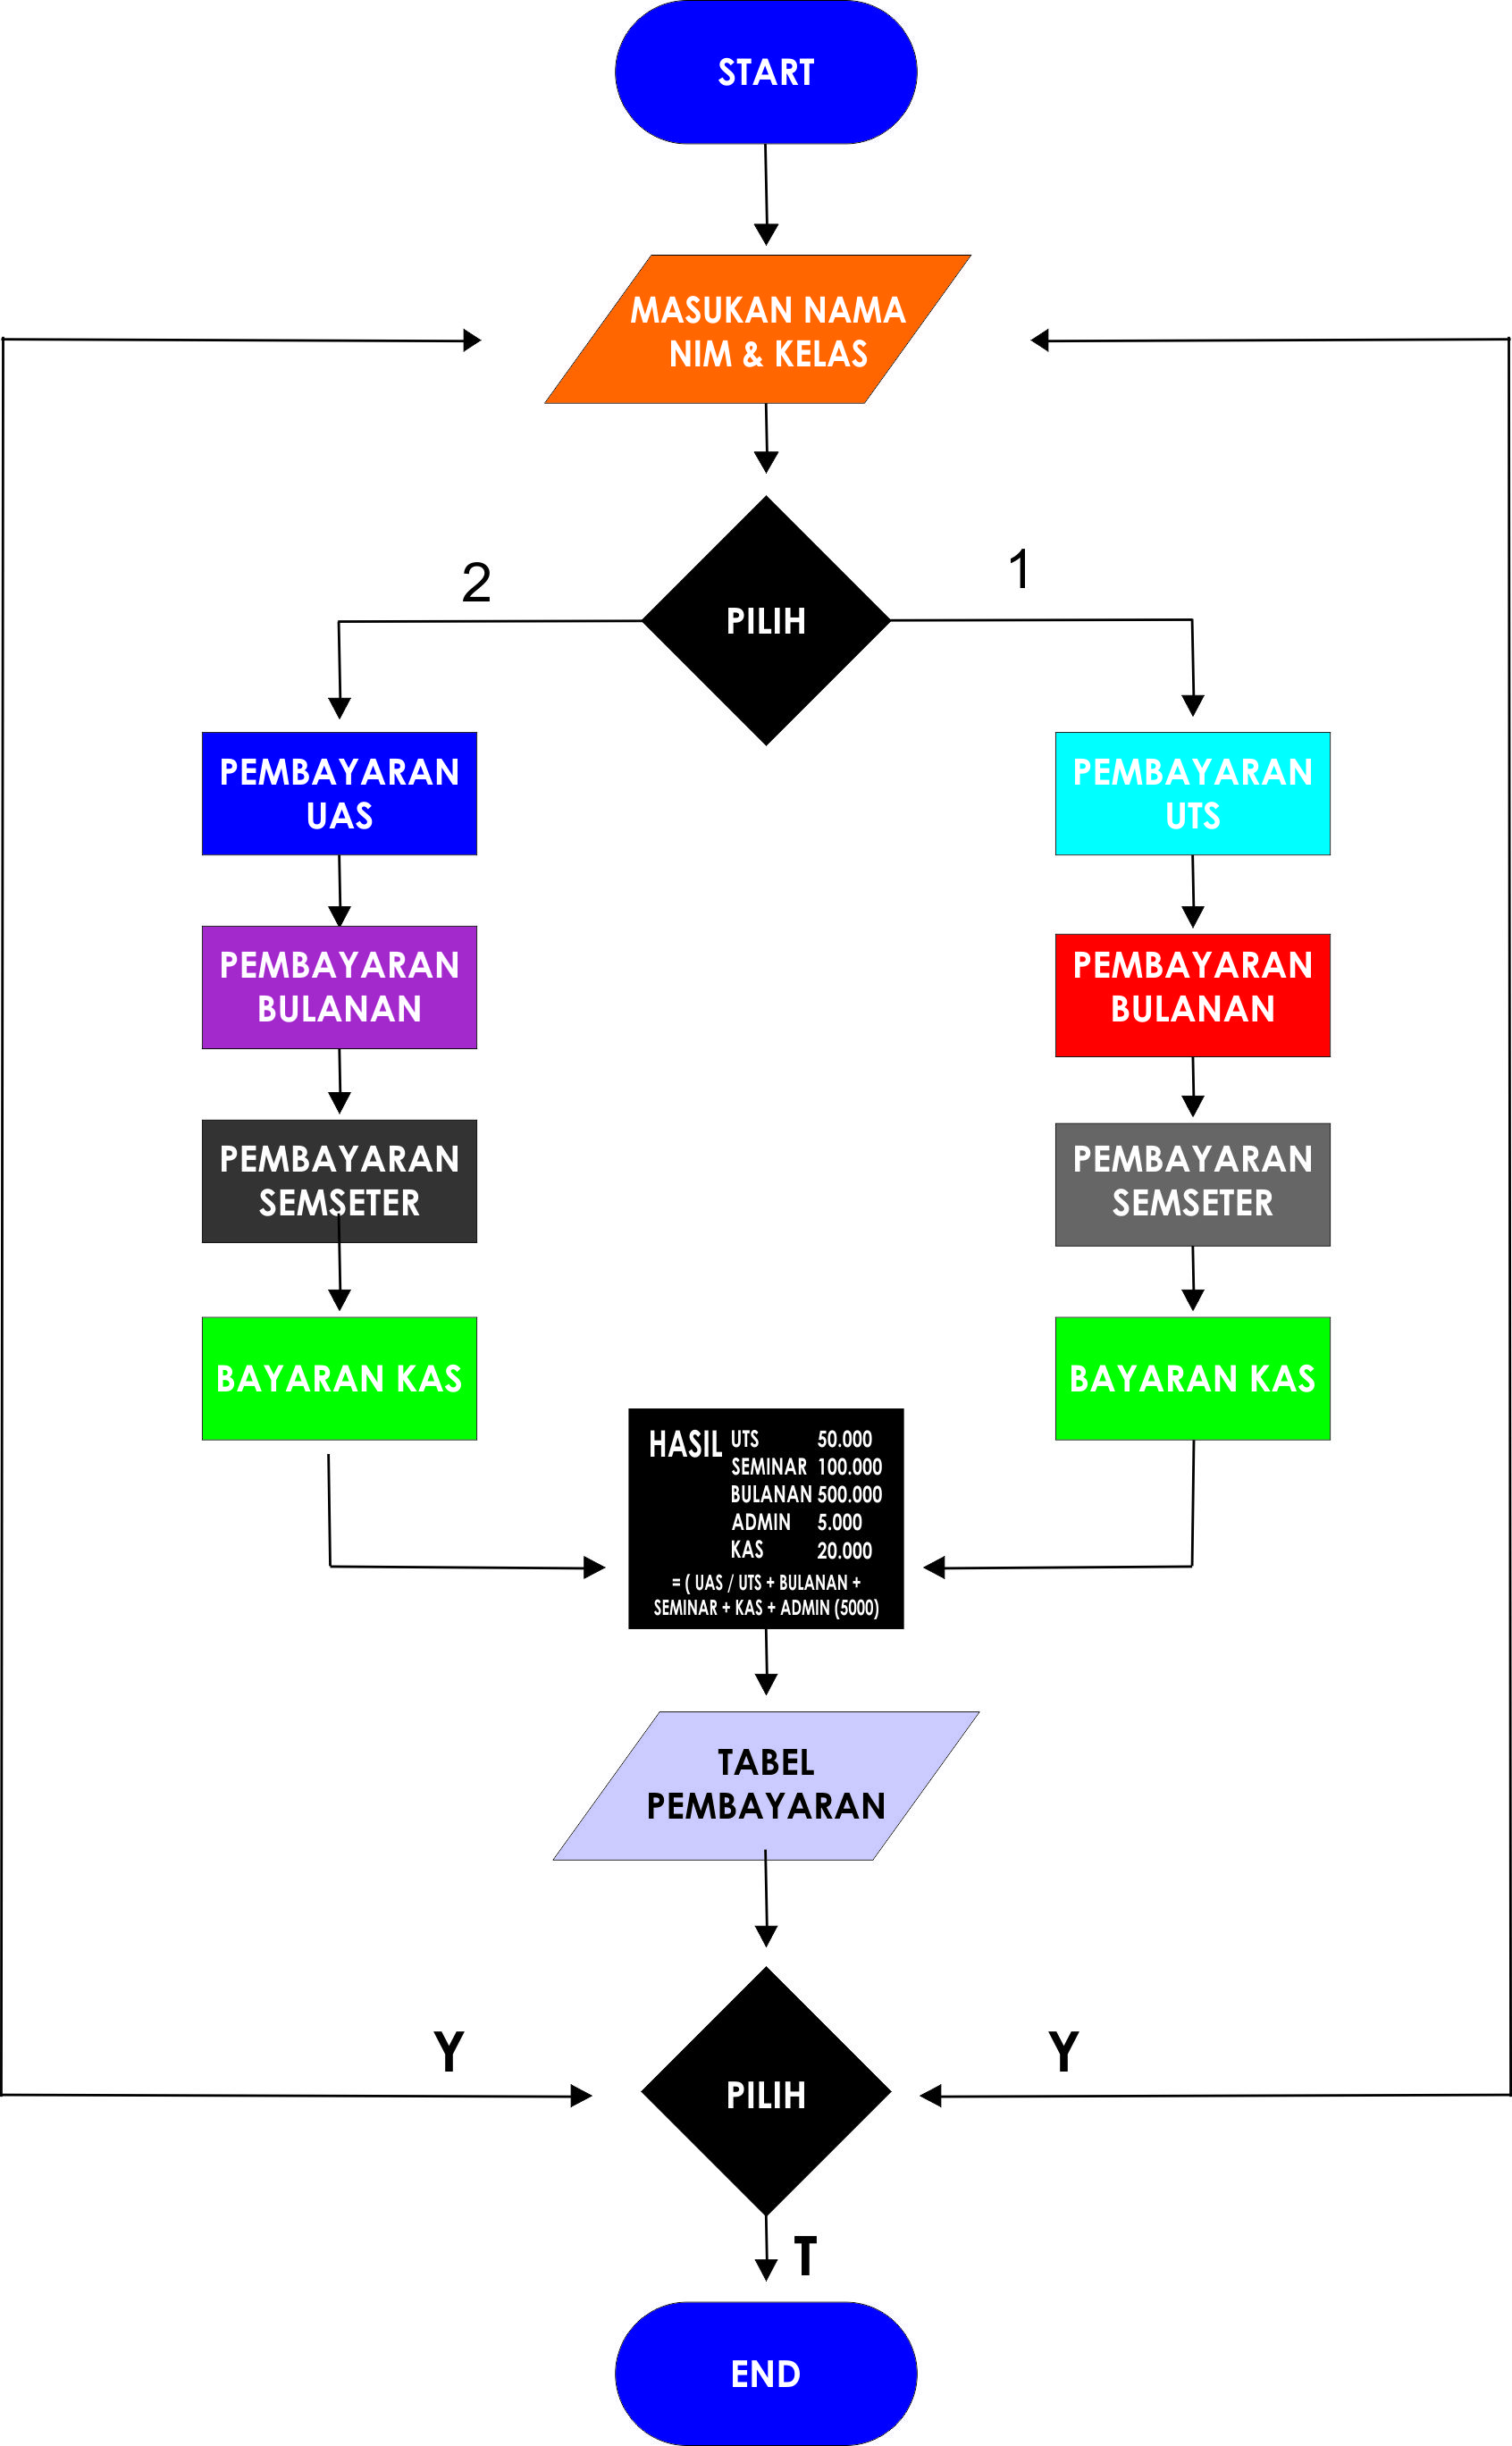 START
MASUKAN NAMA
NIM & KELAS
2
1
PILIH
PEMBAYARAN
UAS
PEMBAYARAN
UTS
PEMBAYARAN
BULANAN
PEMBAYARAN
BULANAN
PEMBAYARAN
SEMSETER
PEMBAYARAN
SEMSETER
BAYARAN KAS
BAYARAN KAS
HASIL UTS 50.000
SEMINAR 100.000
BULANAN 500.000
ADMIN 5.000
KAS 20.000
= ( UAS / UTS + BULANAN +
SEMINAR + KAS + ADMIN (5000)
TABEL
PEMBAYARAN
Y
Y
PILIH
T
END